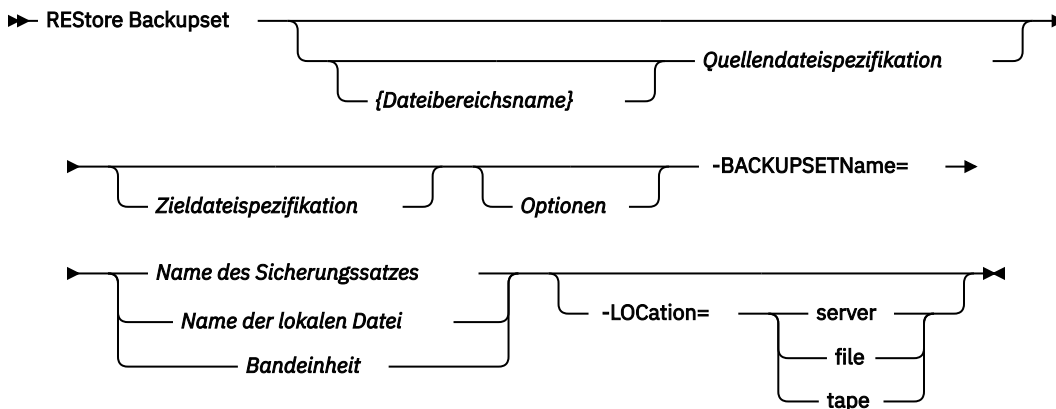 REStore Backupset
Quellendateispezifikation
{Dateibereichsname}
-BACKUPSETName=
Zieldateispezifikation
Optionen
Name des Sicherungssatzes
Name der lokalen Datei
Bandeinheit
-LOCation=
server
file
tape